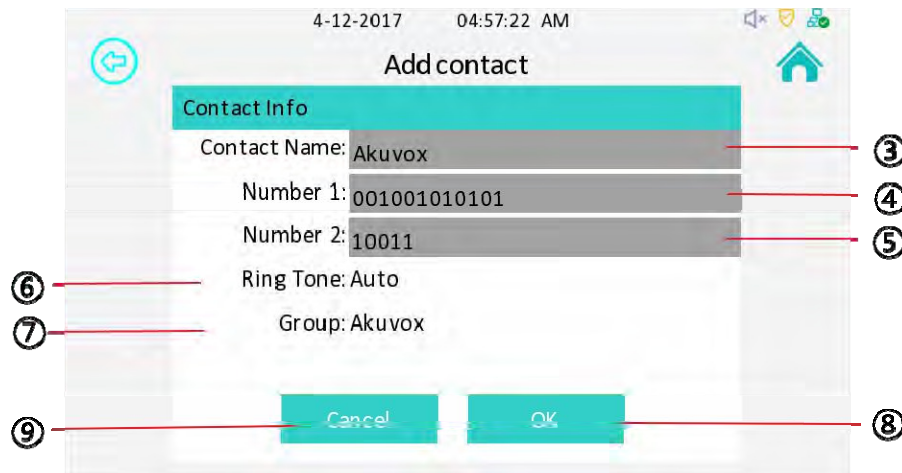 4-12-2017 04:57:22 AM
Add contact
Contact Info
Contact Name: Akuvox ③
Number 1: 001001010101 ④
Number 2: 10011 ⑤
⑥ Ring Tone: Auto
⑦ Group: Akuvox
⑨ Cancel OK ⑧